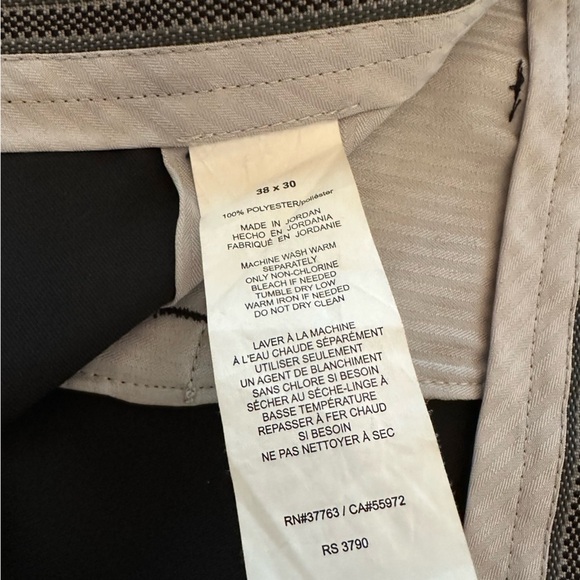 38 x 30
100% POLYESTER/poliéster
MADE IN JORDAN
HECHO EN JORDANIA
FABRIQUÉ EN JORDANIE
MACHINE WASH WARM
SEPARATELY
ONLY NON-CHLORINE
BLEACH IF NEEDED
TUMBLE DRY LOW
WARM IRON IF NEEDED
DO NOT DRY CLEAN
LAVER À LA MACHINE
À L'EAU CHAUDE SÉPARÉMENT
UTILISER SEULEMENT
UN AGENT DE BLANCHIMENT
SANS CHLORE SI BESOIN
SÉCHER AU SÈCHE-LINGE À
BASSE TEMPÉRATURE
REPASSER À FER CHAUD
SI BESOIN
NE PAS NETTOYER À SEC
RN#37763 / CA#55972
RS 3790